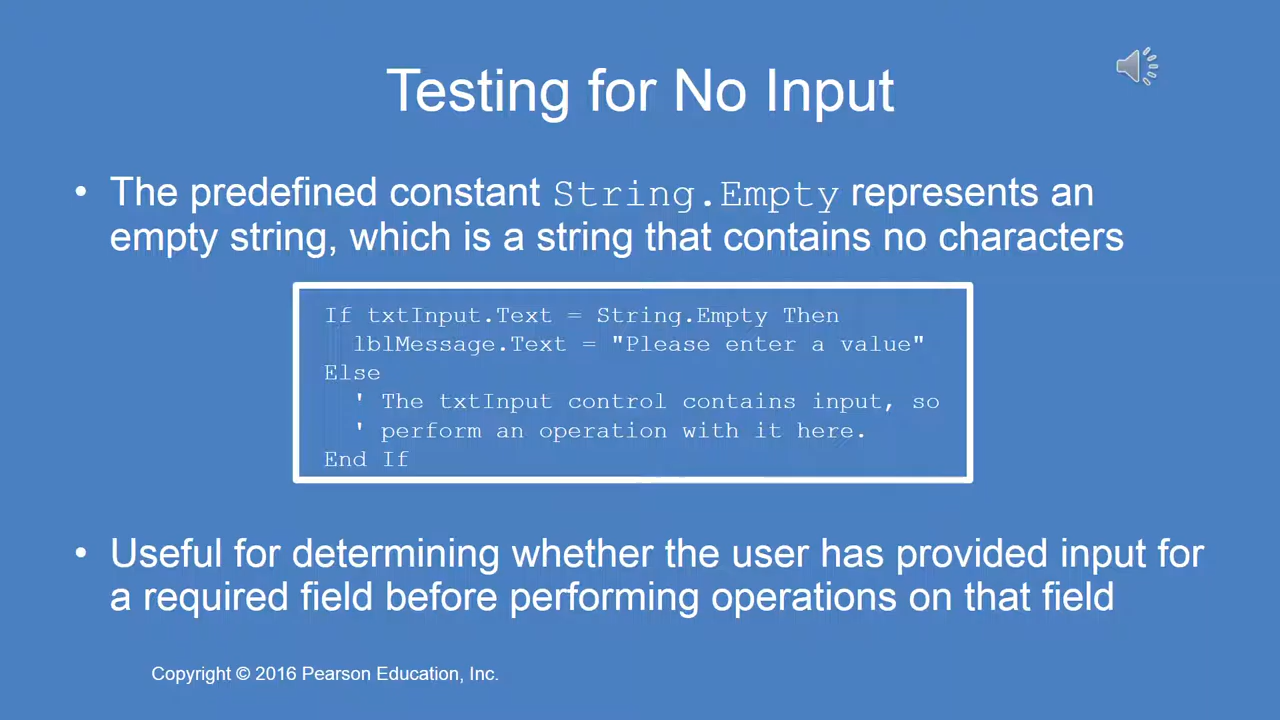 Testing for No Input
• The predefined constant String.Empty represents an
empty string, which is a string that contains no characters
If txtInput.Text = String.Empty Then
  lblMessage.Text = "Please enter a value"
Else
  ' The txtInput control contains input, so
  ' perform an operation with it here.
End If
• Useful for determining whether the user has provided input for
a required field before performing operations on that field
Copyright © 2016 Pearson Education, Inc.